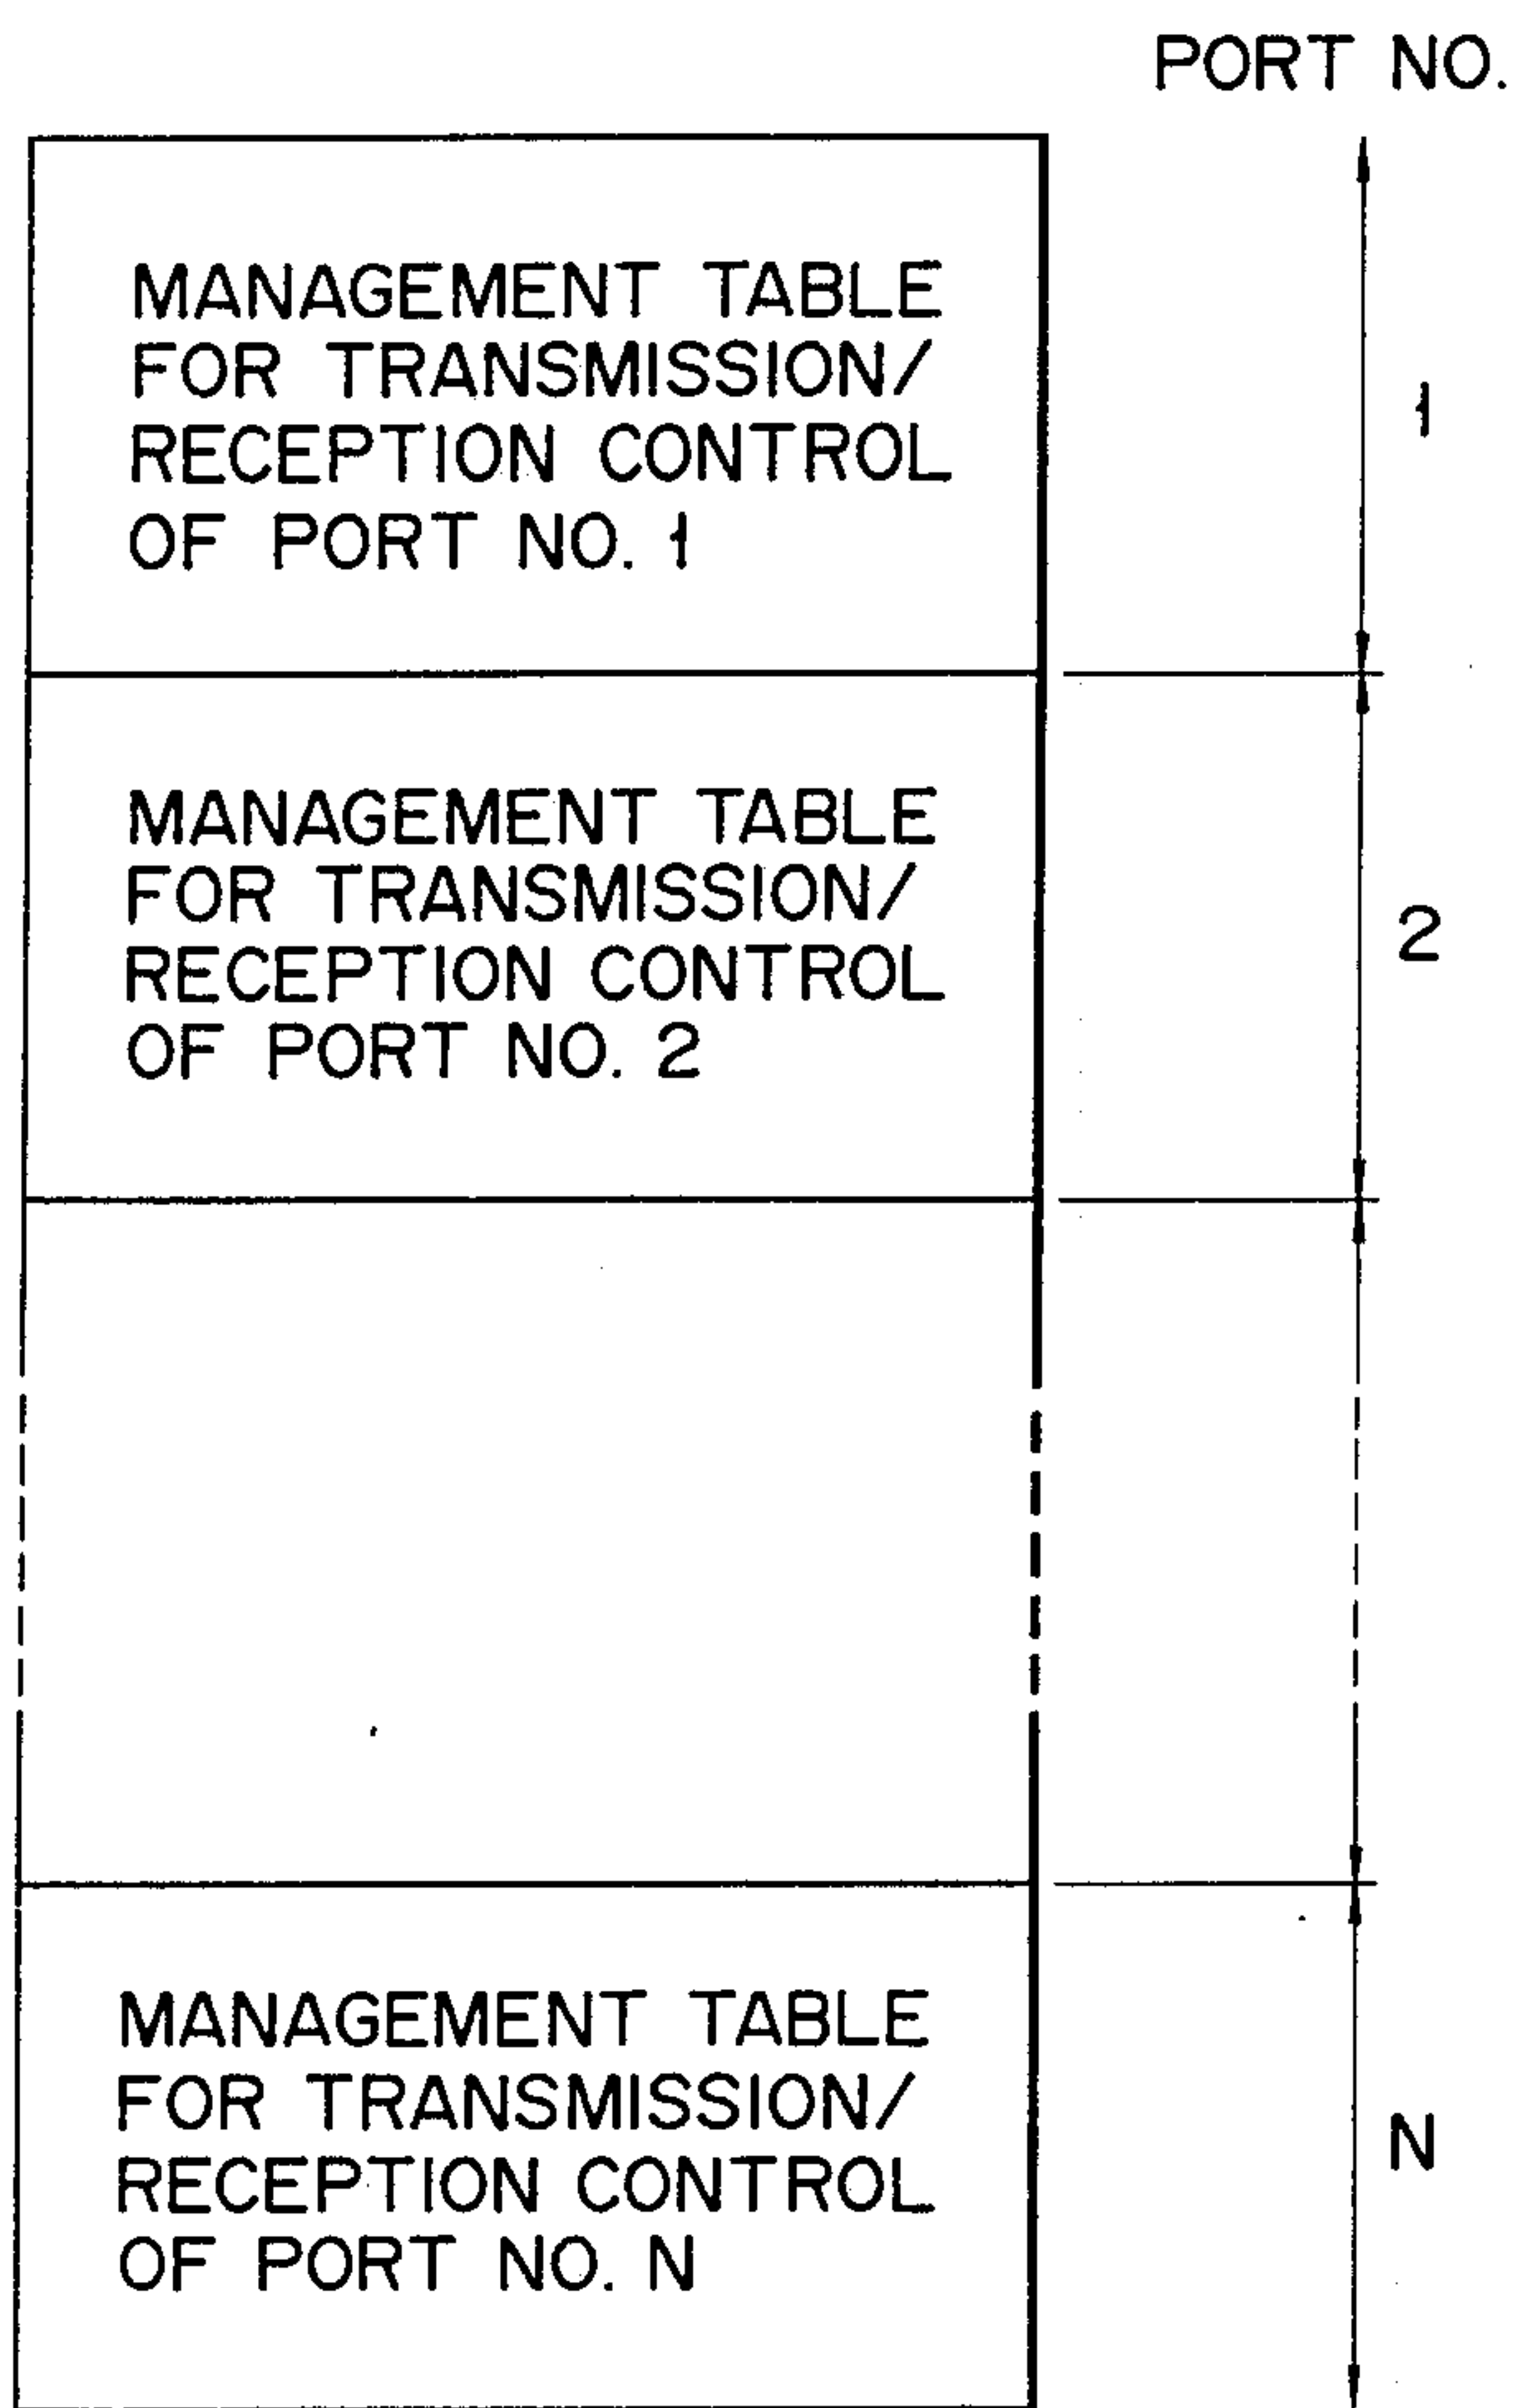 PORT NO.
MANAGEMENT TABLE
FOR TRANSMISSION/
RECEPTION CONTROL
OF PORT NO. 1
1
MANAGEMENT TABLE
FOR TRANSMISSION/
RECEPTION CONTROL
OF PORT NO. 2
2
MANAGEMENT TABLE
FOR TRANSMISSION/
RECEPTION CONTROL
OF PORT NO. N
N